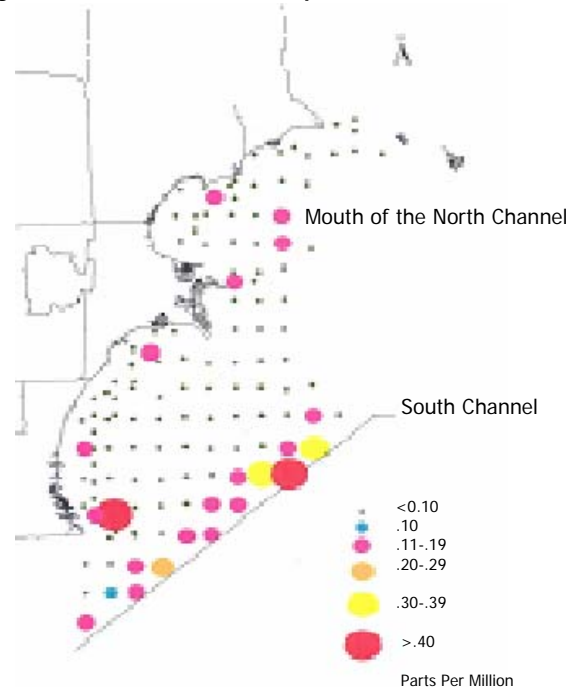 Mouth of the North Channel
South Channel
<0.10
.10
.11-.19
.20-.29
.30-.39
>.40
Parts Per Million